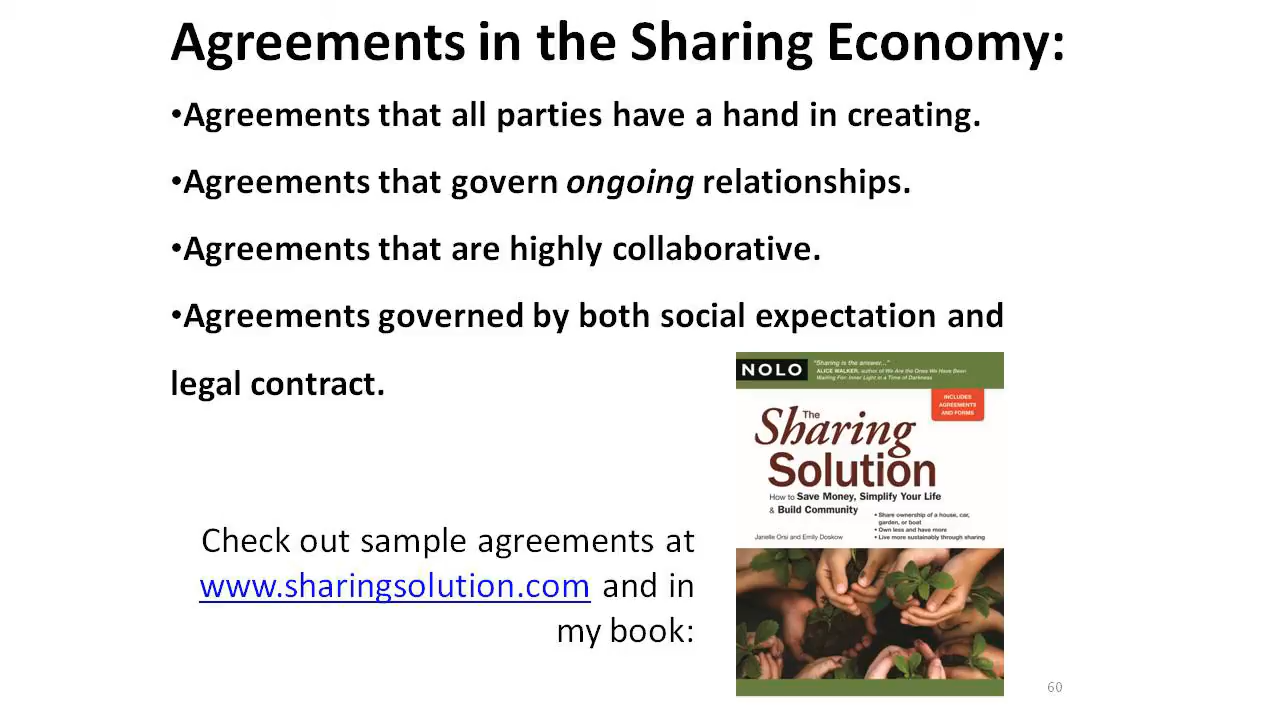 Agreements in the Sharing Economy:
•Agreements that all parties have a hand in creating.
•Agreements that govern ongoing relationships.
•Agreements that are highly collaborative.
•Agreements governed by both social expectation and
legal contract.
Check out sample agreements at
www.sharingsolution.com and in
my book:
NOLO
"Sharing is the answer..."
ALICE WALKER, author of We Are the Ones We Have Been
Waiting For: Inner Light in a Time of Darkness
INCLUDES
AGREEMENTS
AND FORMS
The
Sharing
Solution
How to Save Money, Simplify Your Life
& Build Community
• Share ownership of a house, car,
garden, or boat
• Own less and have more
• Live more sustainably through sharing
Janelle Orsi and Emily Doskow
60